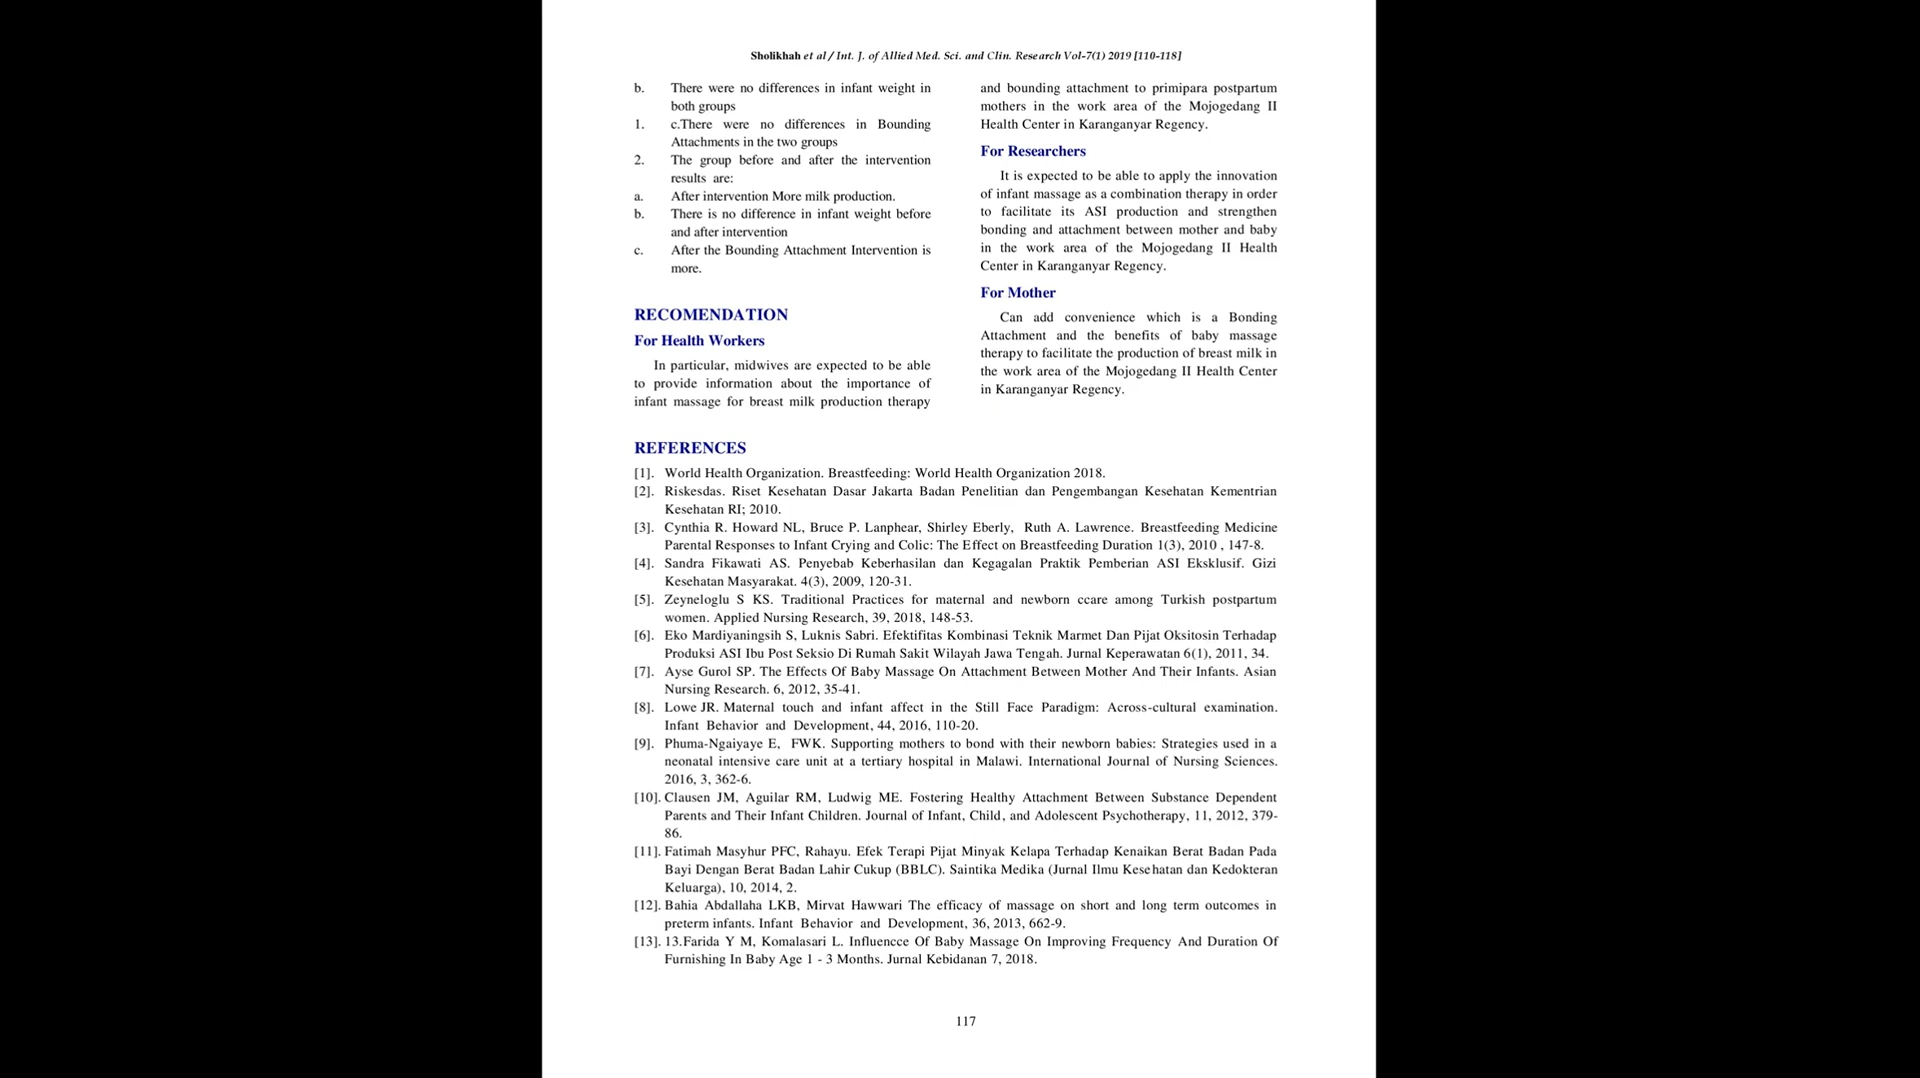 Sholikhah et al / Int. J. of Allied Med. Sci. and Clin. Research Vol-7(1) 2019 [110-118]
b. There were no differences in infant weight in
both groups
1. c.There were no differences in Bounding
Attachments in the two groups
2. The group before and after the intervention
results are:
a. After intervention More milk production.
b. There is no difference in infant weight before
and after intervention
c. After the Bounding Attachment Intervention is
more.
RECOMENDATION
For Health Workers
In particular, midwives are expected to be able
to provide information about the importance of
infant massage for breast milk production therapy
and bounding attachment to primipara postpartum
mothers in the work area of the Mojogedang II
Health Center in Karanganyar Regency.
For Researchers
It is expected to be able to apply the innovation
of infant massage as a combination therapy in order
to facilitate its ASI production and strengthen
bonding and attachment between mother and baby
in the work area of the Mojogedang II Health
Center in Karanganyar Regency.
For Mother
Can add convenience which is a Bonding
Attachment and the benefits of baby massage
therapy to facilitate the production of breast milk in
the work area of the Mojogedang II Health Center
in Karanganyar Regency.
REFERENCES
[1]. World Health Organization. Breastfeeding: World Health Organization 2018.
[2]. Riskesdas. Riset Kesehatan Dasar Jakarta Badan Penelitian dan Pengembangan Kesehatan Kementrian
Kesehatan RI; 2010.
[3]. Cynthia R. Howard NL, Bruce P. Lanphear, Shirley Eberly, Ruth A. Lawrence. Breastfeeding Medicine
Parental Responses to Infant Crying and Colic: The Effect on Breastfeeding Duration 1(3), 2010 , 147-8.
[4]. Sandra Fikawati AS. Penyebab Keberhasilan dan Kegagalan Praktik Pemberian ASI Eksklusif. Gizi
Kesehatan Masyarakat. 4(3), 2009, 120-31.
[5]. Zeyneloglu S KS. Traditional Practices for maternal and newborn ccare among Turkish postpartum
women. Applied Nursing Research, 39, 2018, 148-53.
[6]. Eko Mardiyaningsih S, Luknis Sabri. Efektifitas Kombinasi Teknik Marmet Dan Pijat Oksitosin Terhadap
Produksi ASI Ibu Post Seksio Di Rumah Sakit Wilayah Jawa Tengah. Jurnal Keperawatan 6(1), 2011, 34.
[7]. Ayse Gurol SP. The Effects Of Baby Massage On Attachment Between Mother And Their Infants. Asian
Nursing Research. 6, 2012, 35-41.
[8]. Lowe JR. Maternal touch and infant affect in the Still Face Paradigm: Across-cultural examination.
Infant Behavior and Development, 44, 2016, 110-20.
[9]. Phuma-Ngaiyaye E, FWK. Supporting mothers to bond with their newborn babies: Strategies used in a
neonatal intensive care unit at a tertiary hospital in Malawi. International Journal of Nursing Sciences.
2016, 3, 362-6.
[10]. Clausen JM, Aguilar RM, Ludwig ME. Fostering Healthy Attachment Between Substance Dependent
Parents and Their Infant Children. Journal of Infant, Child, and Adolescent Psychotherapy, 11, 2012, 379-
86.
[11]. Fatimah Masyhur PFC, Rahayu. Efek Terapi Pijat Minyak Kelapa Terhadap Kenaikan Berat Badan Pada
Bayi Dengan Berat Badan Lahir Cukup (BBLC). Saintika Medika (Jurnal Ilmu Kesehatan dan Kedokteran
Keluarga), 10, 2014, 2.
[12]. Bahia Abdallaha LKB, Mirvat Hawwari The efficacy of massage on short and long term outcomes in
preterm infants. Infant Behavior and Development, 36, 2013, 662-9.
[13]. 13.Farida Y M, Komalasari L. Influencce Of Baby Massage On Improving Frequency And Duration Of
Furnishing In Baby Age 1 - 3 Months. Jurnal Kebidanan 7, 2018.
117